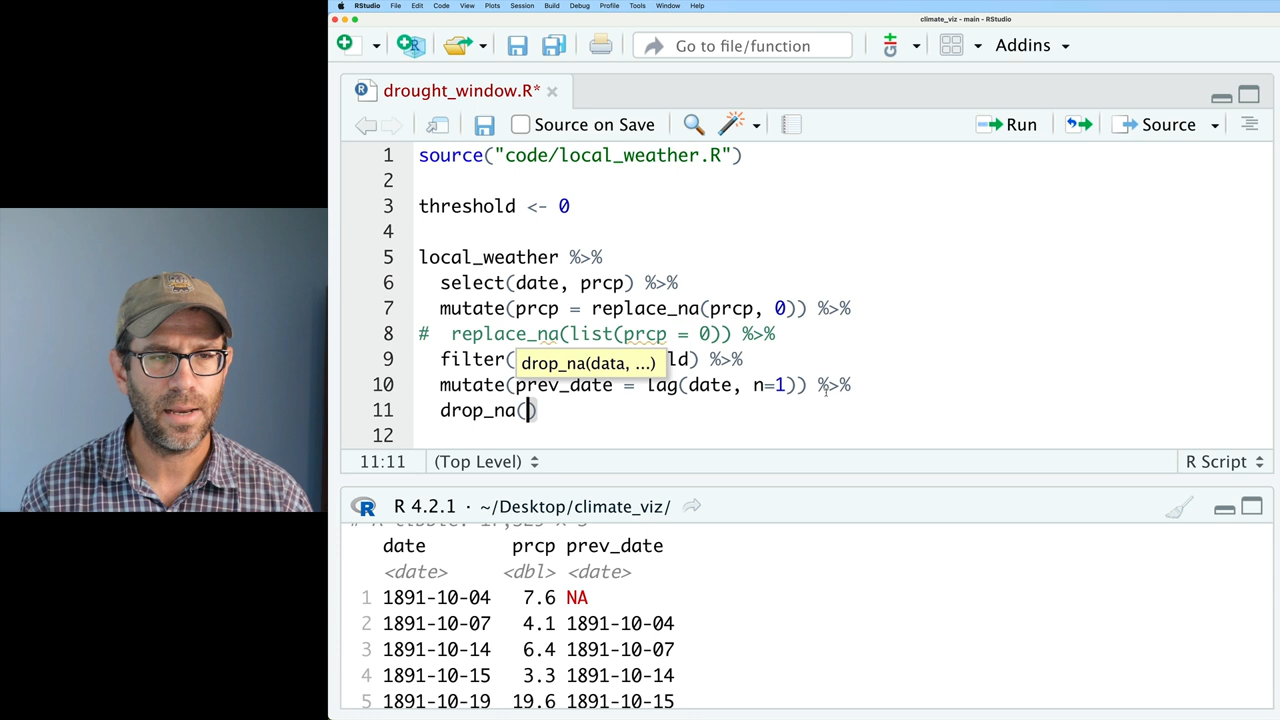 RStudio File Edit Code View Plots Session Build Debug Profile Tools Window Help
climate_viz - main - RStudio
Go to file/function
Addins
drought_window.R*
Source on Save
Run
Source
1 source("code/local_weather.R")
2
3 threshold <- 0
4
5 local_weather %>%
6 select(date, prcp) %>%
7 mutate(prcp = replace_na(prcp, 0)) %>%
8 # replace_na(list(prcp = 0)) %>%
9 filter( ld) %>%
drop_na(data, ...)
10 mutate(prev_date = lag(date, n=1)) %>%
11 drop_na()
12
11:11 (Top Level) R Script
R 4.2.1 · ~/Desktop/climate_viz/
date prcp prev_date
<date> <dbl> <date>
1 1891-10-04 7.6 NA
2 1891-10-07 4.1 1891-10-04
3 1891-10-14 6.4 1891-10-07
4 1891-10-15 3.3 1891-10-14
5 1891-10-19 19.6 1891-10-15